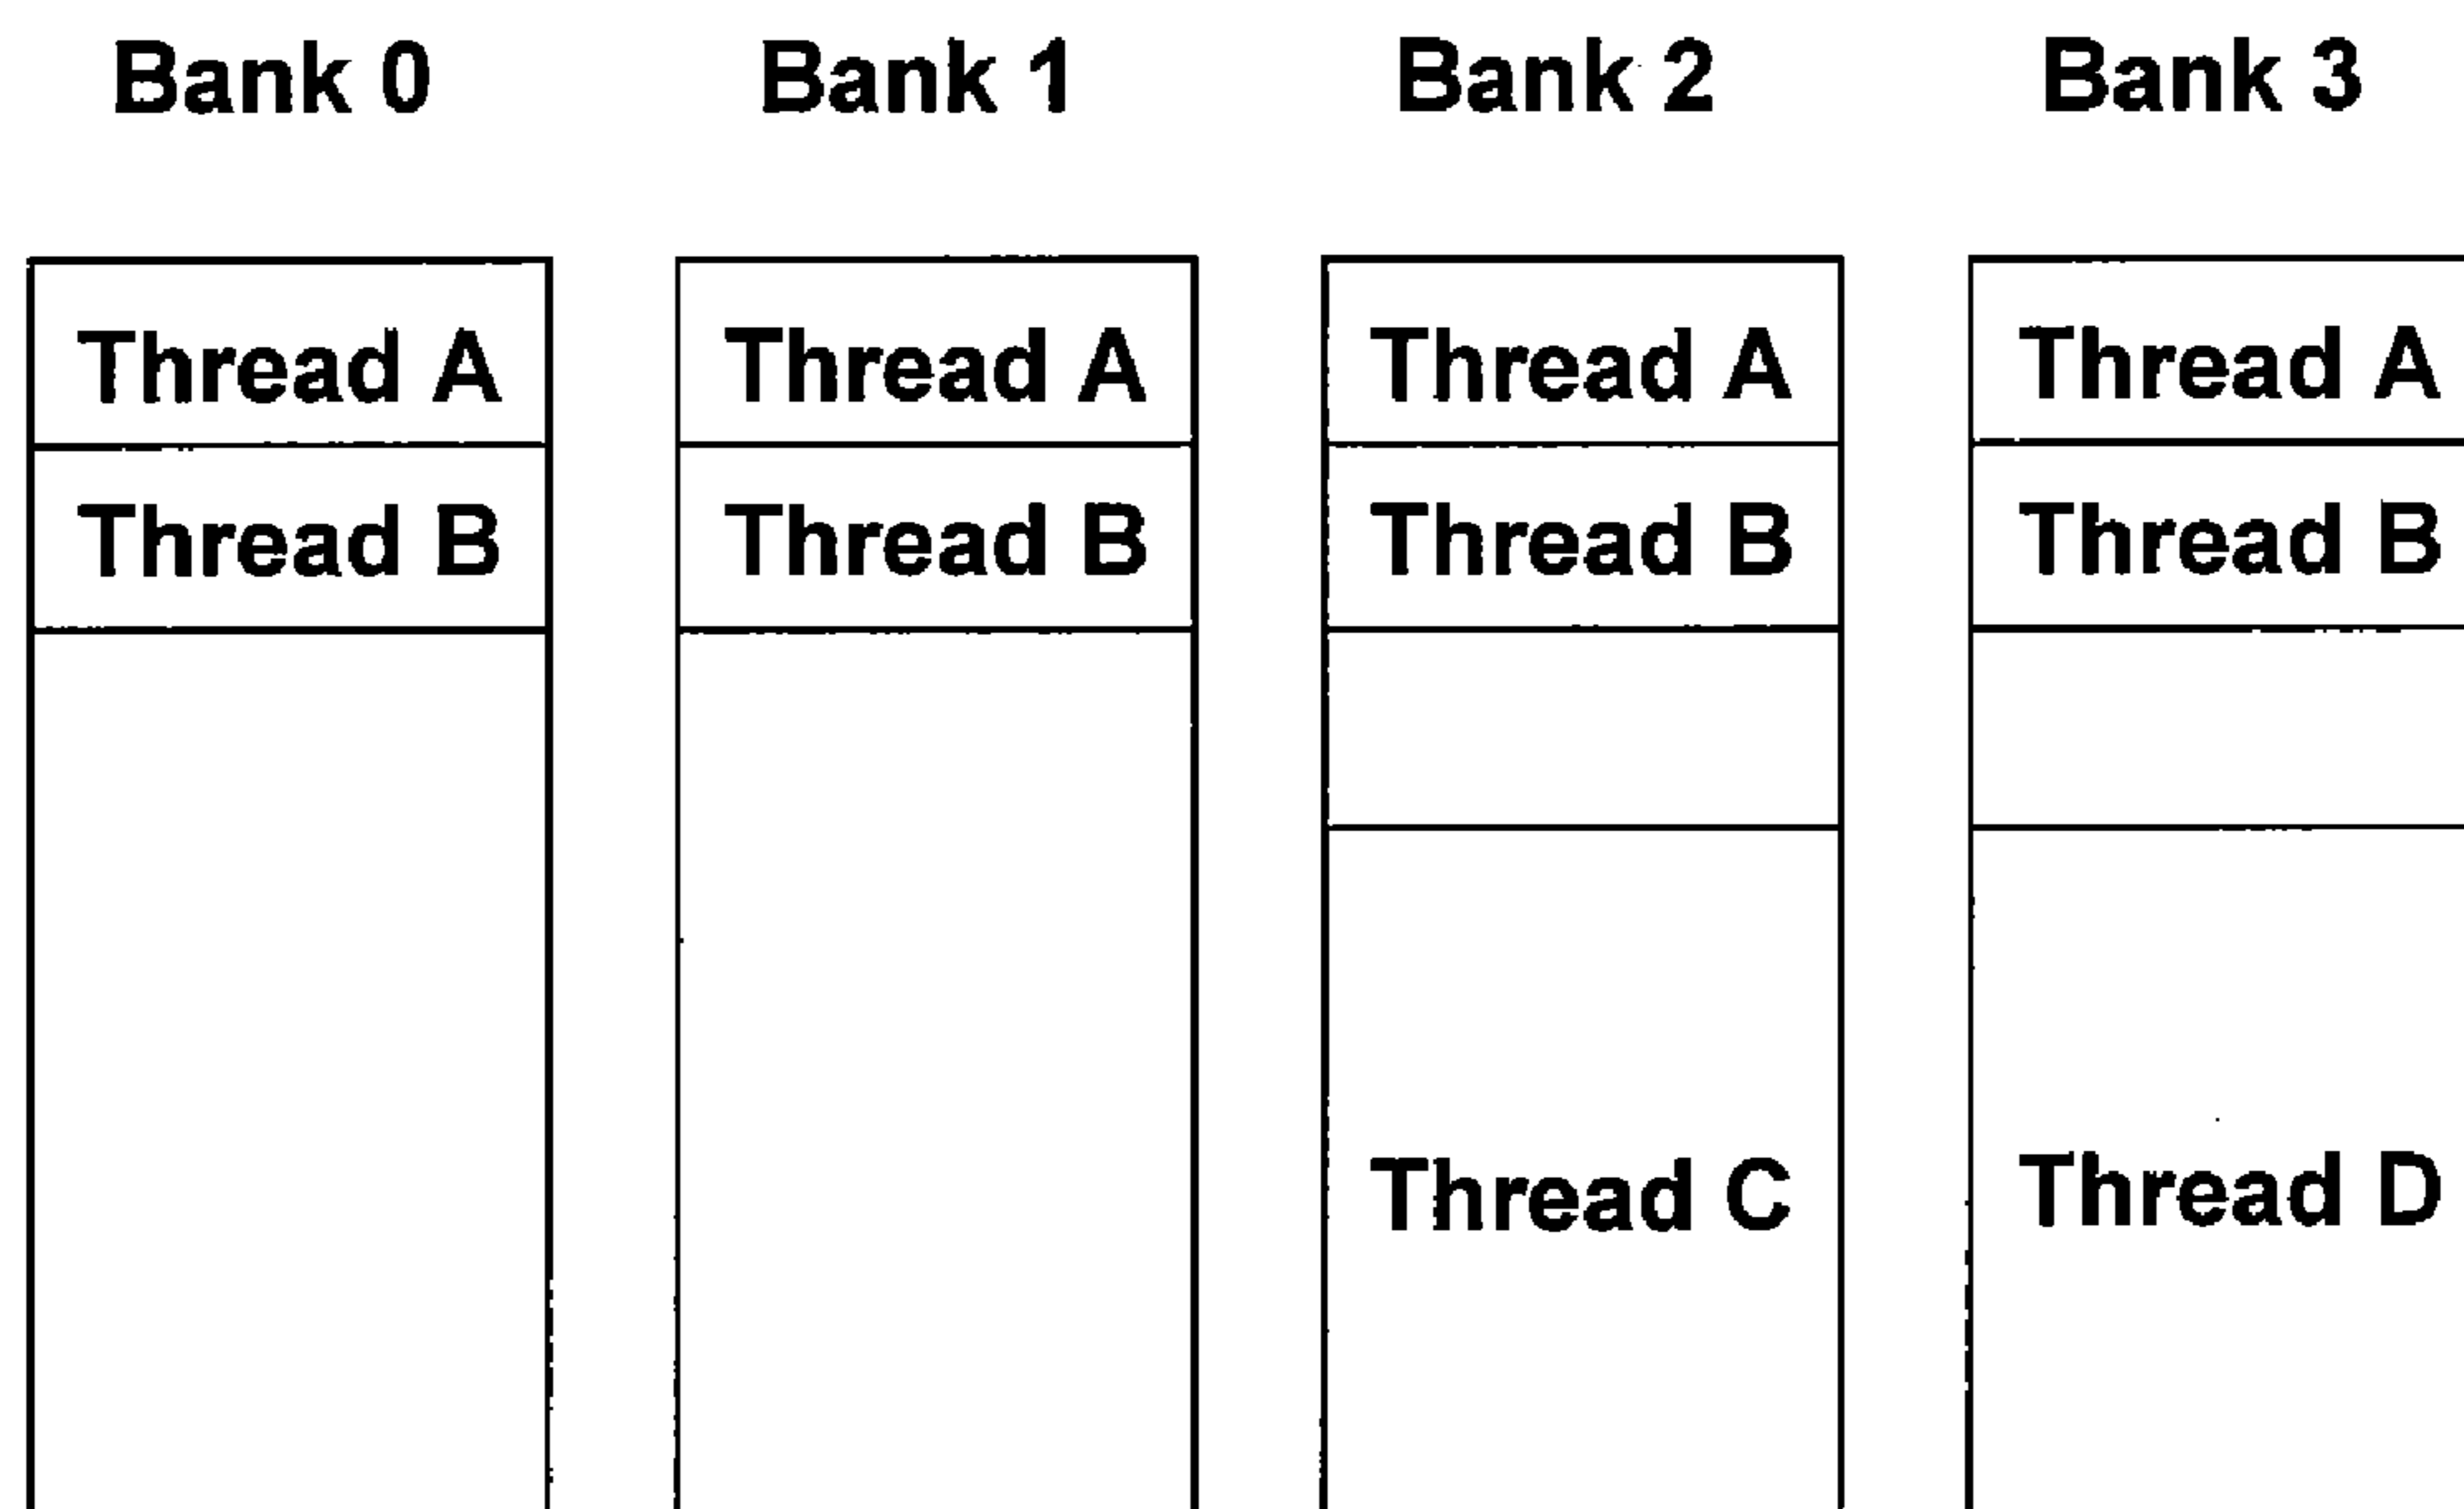 Bank 0 Bank 1 Bank 2 Bank 3
Thread A Thread A Thread A Thread A
Thread B Thread B Thread B Thread B
Thread C Thread D